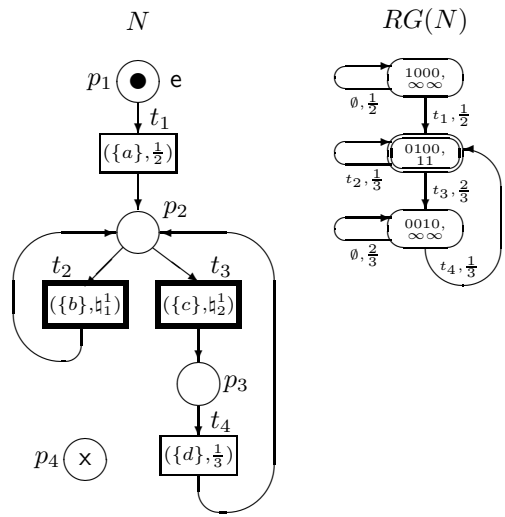 N
p₁ e
t₁
({a},½)
p₂
t₂ t₃
({b},♮¹₁) ({c},♮¹₂)
p₃
t₄
p₄ x ({d},⅓)
RG(N)
1000,
∞∞
∅,½
t₁,½
0100,
11
t₂,⅓
t₃,⅔
0010,
∞∞
∅,⅔
t₄,⅓